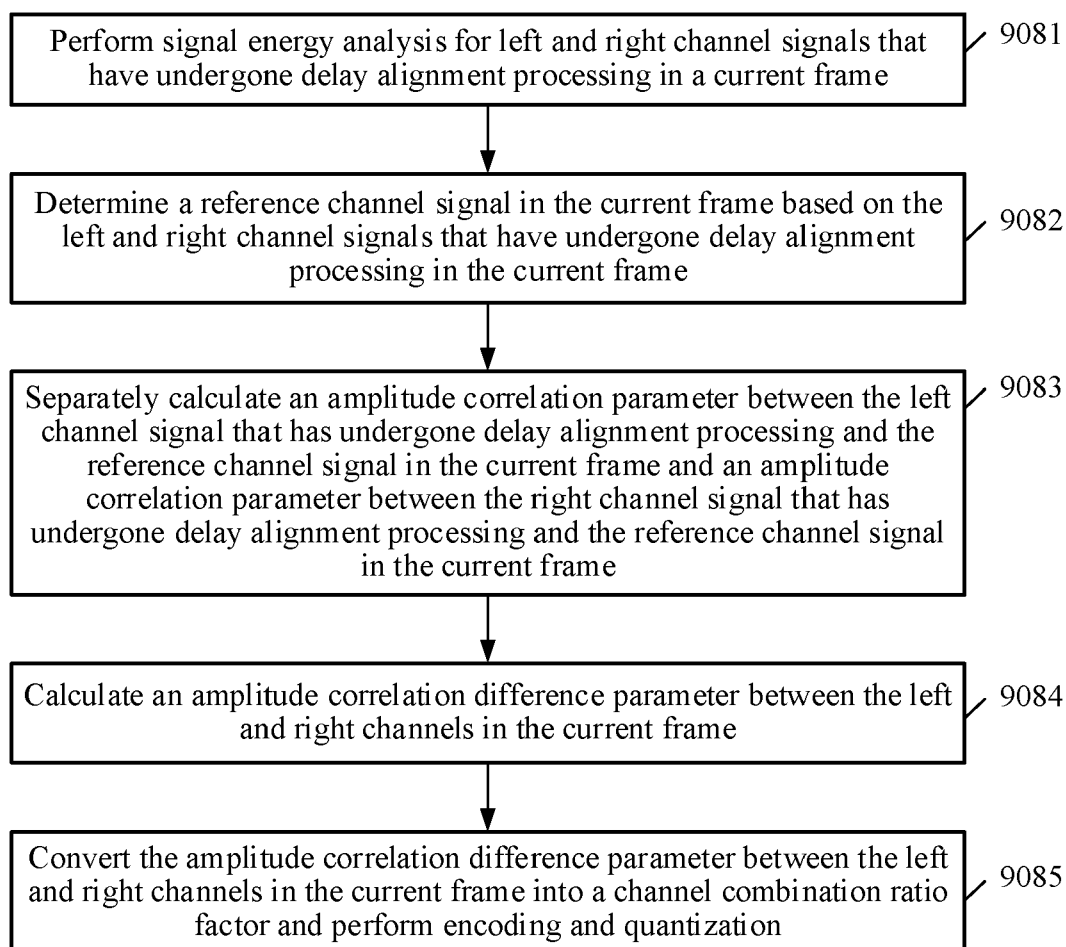 Perform signal energy analysis for left and right channel signals that
have undergone delay alignment processing in a current frame
9081
Determine a reference channel signal in the current frame based on the
left and right channel signals that have undergone delay alignment
processing in the current frame
9082
Separately calculate an amplitude correlation parameter between the left
channel signal that has undergone delay alignment processing and the
reference channel signal in the current frame and an amplitude
correlation parameter between the right channel signal that has
undergone delay alignment processing and the reference channel signal
in the current frame
9083
Calculate an amplitude correlation difference parameter between the left
and right channels in the current frame
9084
Convert the amplitude correlation difference parameter between the left
and right channels in the current frame into a channel combination ratio
factor and perform encoding and quantization
9085